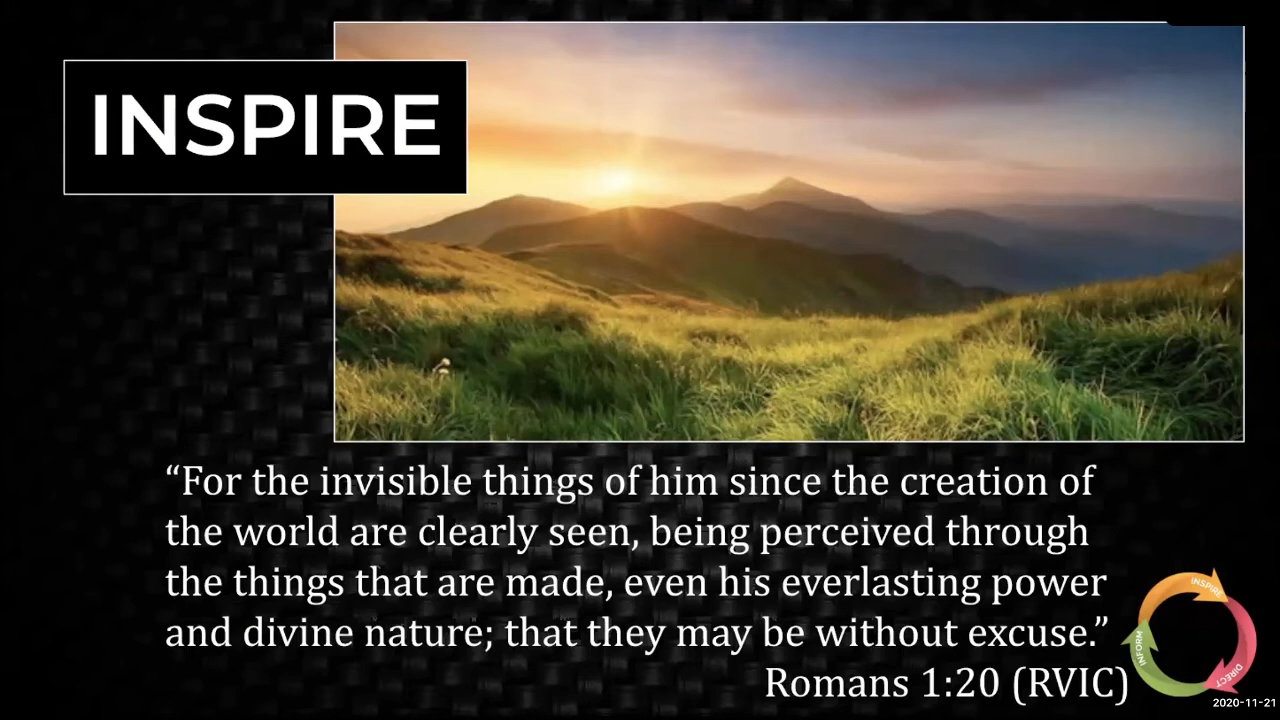 INSPIRE
“For the invisible things of him since the creation of
the world are clearly seen, being perceived through
the things that are made, even his everlasting power
and divine nature; that they may be without excuse.”
Romans 1:20 (RVIC)
INSPIRE
INFORM
DIRECT
2020-11-21